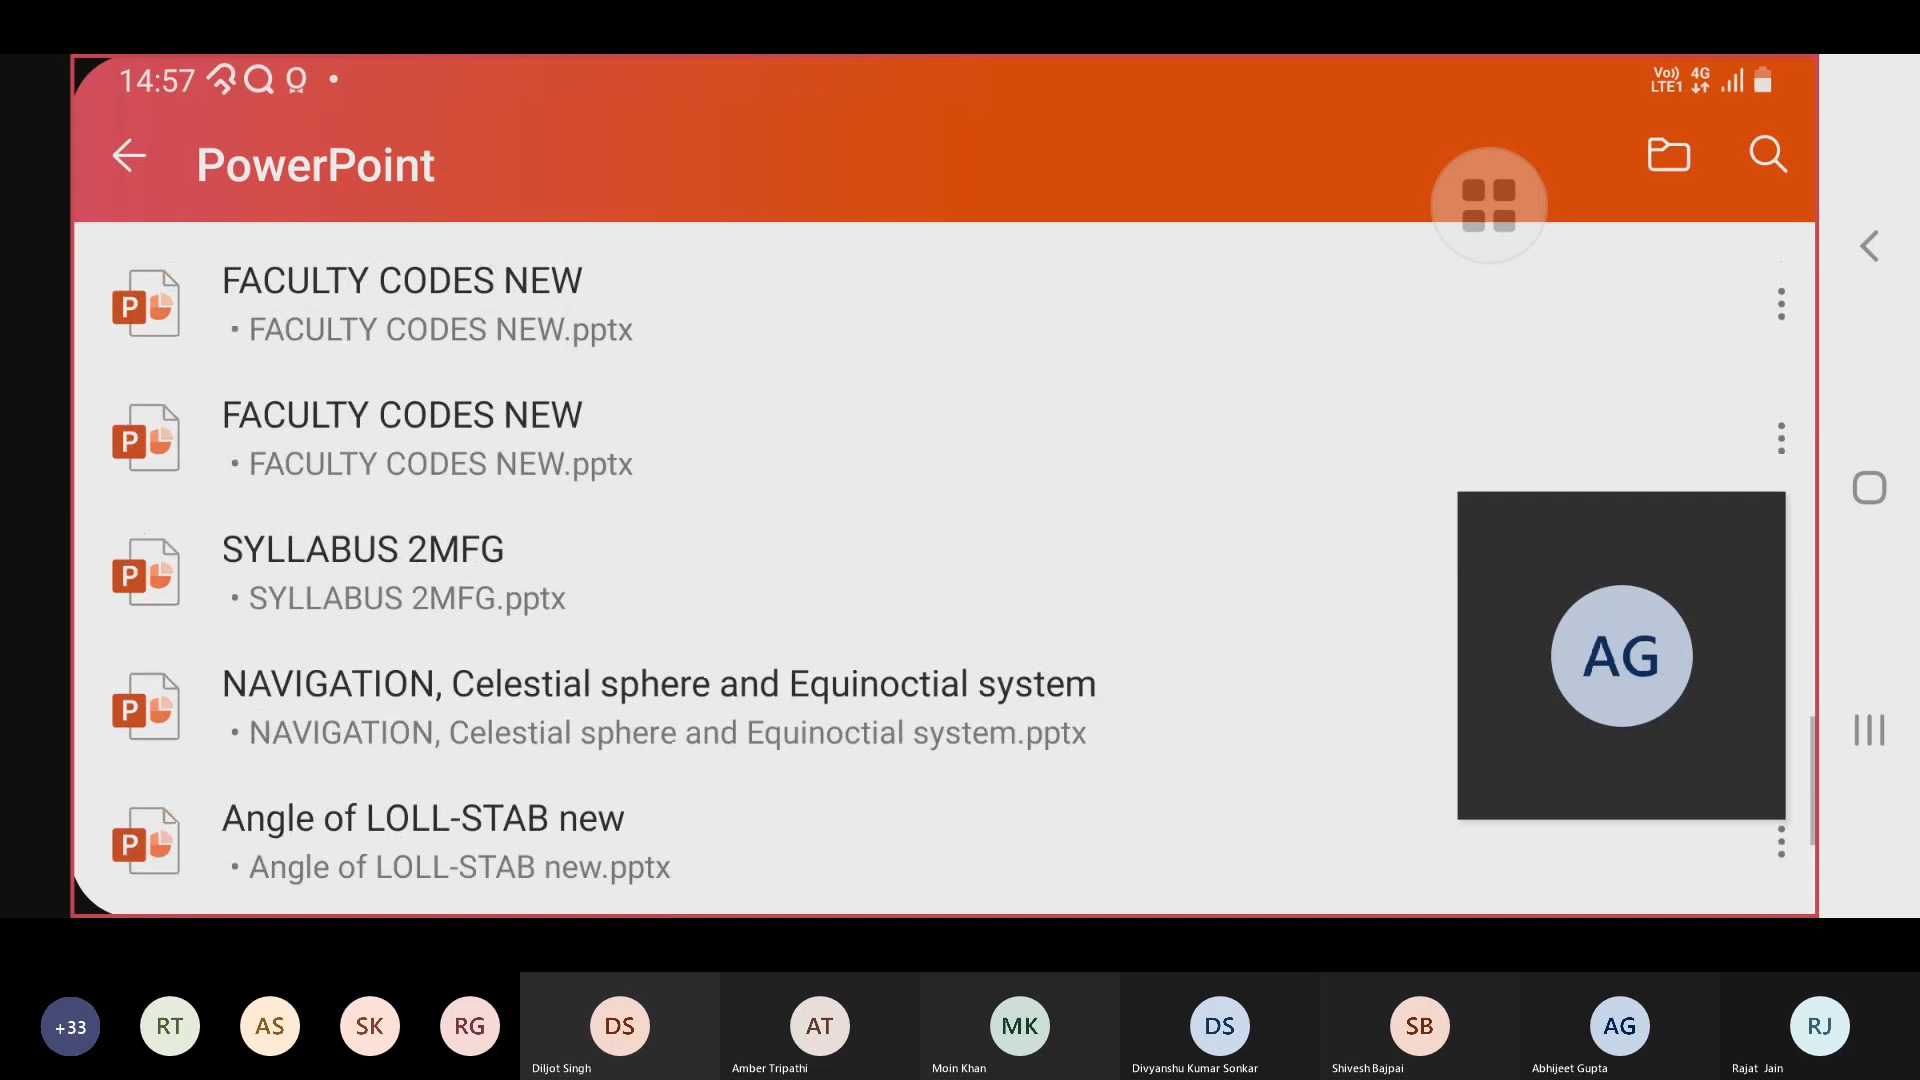 14:57
Vo)) 4G
LTE1
PowerPoint
FACULTY CODES NEW
• FACULTY CODES NEW.pptx
FACULTY CODES NEW
• FACULTY CODES NEW.pptx
SYLLABUS 2MFG
• SYLLABUS 2MFG.pptx
NAVIGATION, Celestial sphere and Equinoctial system
• NAVIGATION, Celestial sphere and Equinoctial system.pptx
Angle of LOLL-STAB new
• Angle of LOLL-STAB new.pptx
P
P
P
P
P
AG
+33 RT AS SK RG DS AT MK DS SB AG RJ
Diljot Singh Amber Tripathi Moin Khan Divyanshu Kumar Sonkar Shivesh Bajpai Abhijeet Gupta Rajat Jain